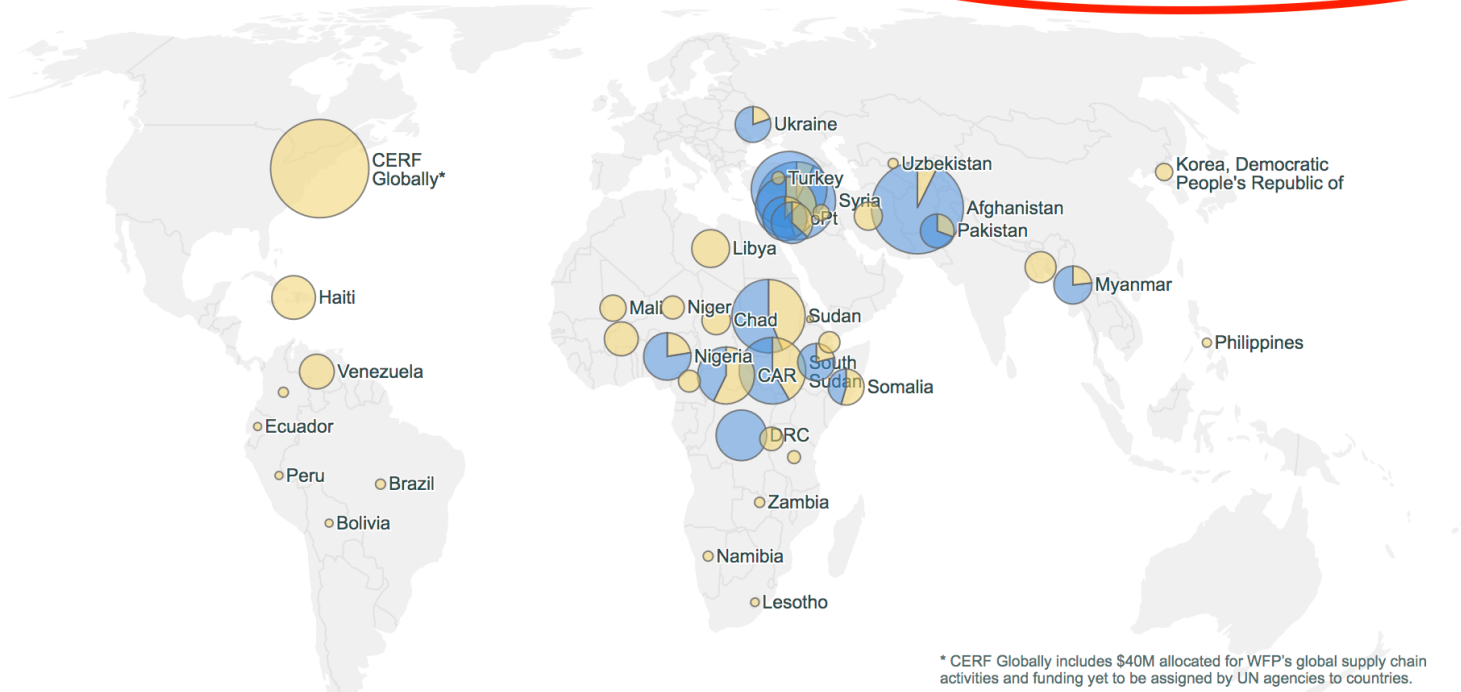 Ukraine
CERF
Globally*
Turkey
Uzbekistan
Korea, Democratic
People's Republic of
Syria
oPt
Afghanistan
Pakistan
Libya
Myanmar
Haiti
Mali
Niger
Chad
Sudan
Philippines
Nigeria
South
Sudan
CAR
Venezuela
Somalia
Ecuador
DRC
Peru
Brazil
Zambia
Bolivia
Namibia
Lesotho
* CERF Globally includes $40M allocated for WFP's global supply chain
activities and funding yet to be assigned by UN agencies to countries.